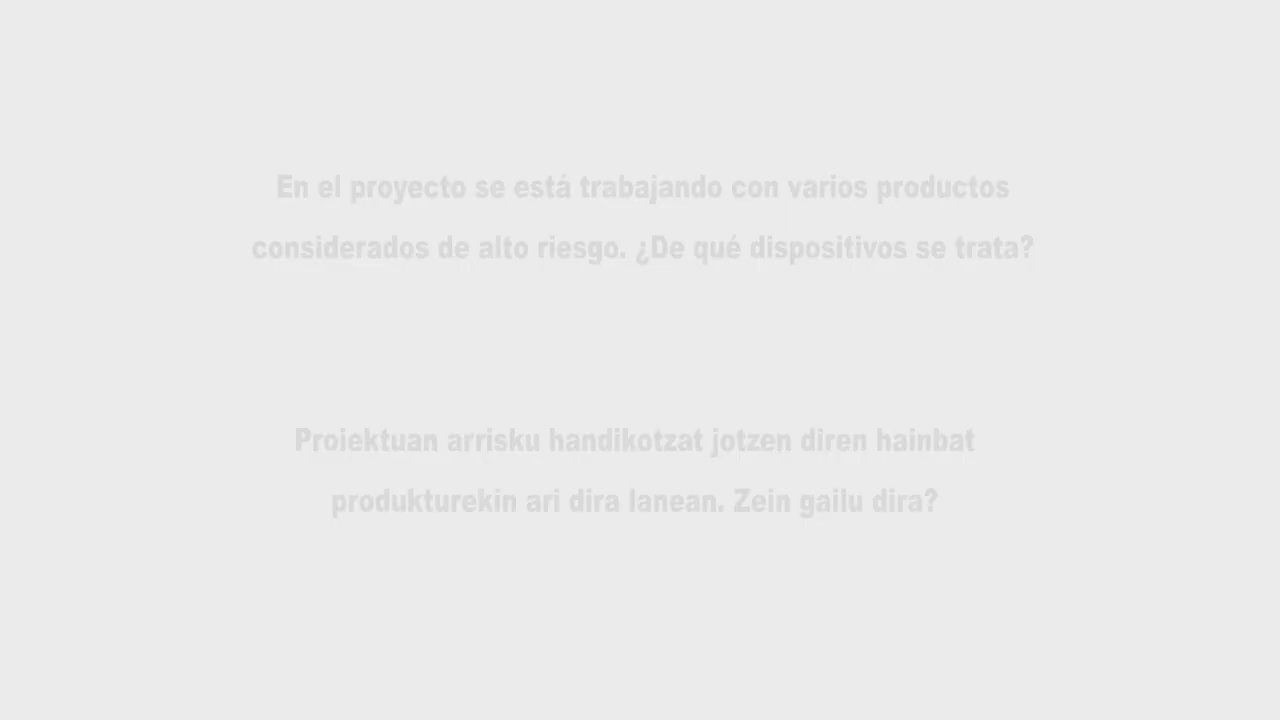 En el proyecto se está trabajando con varios productos
considerados de alto riesgo. ¿De qué dispositivos se trata?
Proiektuan arrisku handikotzat jotzen diren hainbat
produkturekin ari dira lanean. Zein gailu dira?